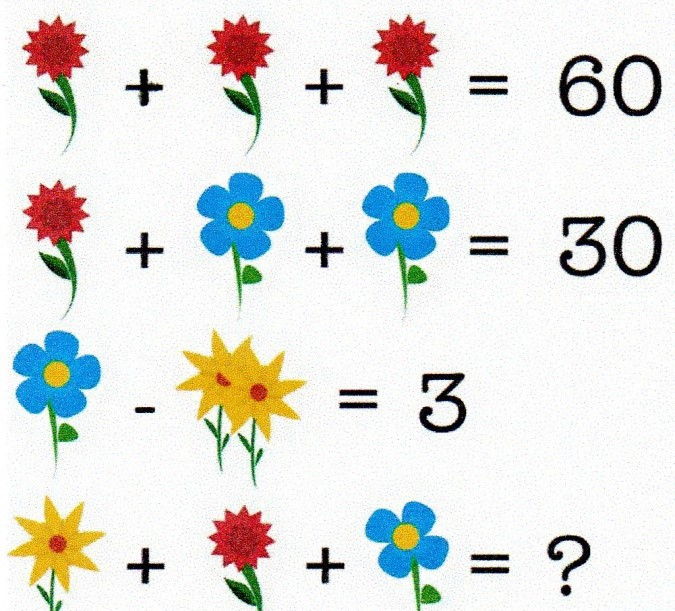 + + = 60
+ + = 30
- = 3
+ + = ?